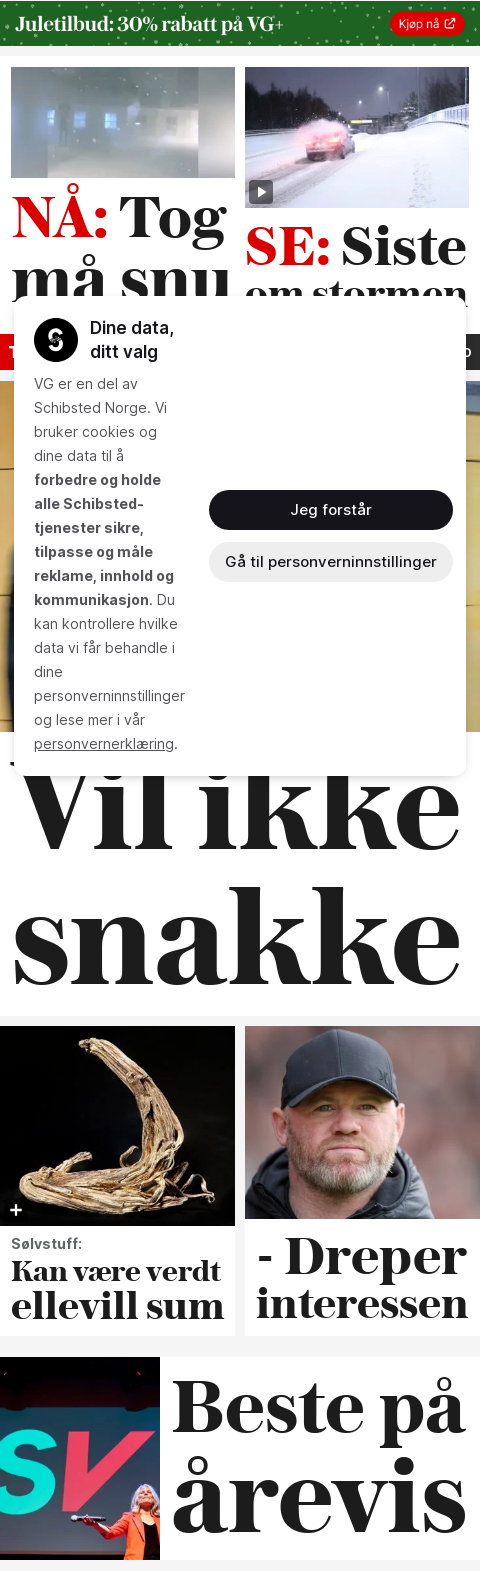 Juletilbud: 30% rabatt på VG+
Kjøp nå
NÅ: Tog
må snu
SE: Siste
om stormen
Dine data,
ditt valg
VG er en del av
Schibsted Norge. Vi
bruker cookies og
dine data til å
forbedre og holde
alle Schibsted-
tjenester sikre,
tilpasse og måle
reklame, innhold og
kommunikasjon. Du
kan kontrollere hvilke
data vi får behandle i
dine
personverninnstillinger
og lese mer i vår
personvernerklæring.
Jeg forstår
Gå til personverninnstillinger
Vil ikke
snakke
Sølvstuff:
Kan være verdt
ellevill sum
- Dreper
interessen
SV
Beste på
årevis